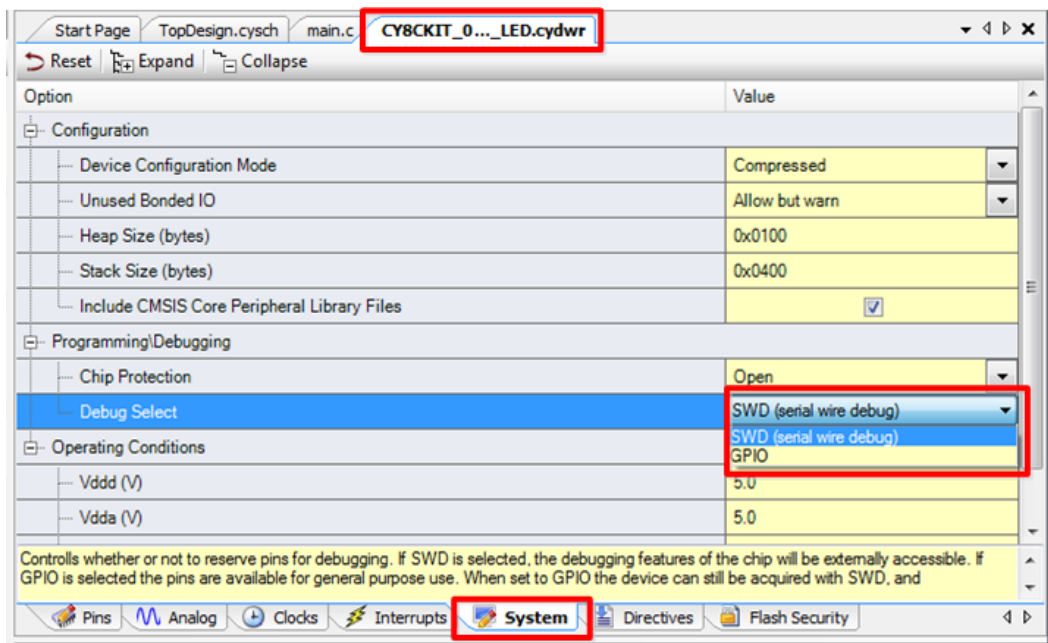 Start Page TopDesign.cysch main.c CY8CKIT_0..._LED.cydwr
Reset Expand Collapse
Option Value
Configuration
Device Configuration Mode Compressed
Unused Bonded IO Allow but warn
Heap Size (bytes) 0x0100
Stack Size (bytes) 0x0400
Include CMSIS Core Peripheral Library Files
Programming\Debugging
Chip Protection Open
Debug Select SWD (serial wire debug)
SWD (serial wire debug)
Operating Conditions
GPIO
Vddd (V) 5.0
Vdda (V) 5.0
Controlls whether or not to reserve pins for debugging. If SWD is selected, the debugging features of the chip will be externally accessible. If
GPIO is selected the pins are available for general purpose use. When set to GPIO the device can still be acquired with SWD, and
Pins Analog Clocks Interrupts System Directives Flash Security